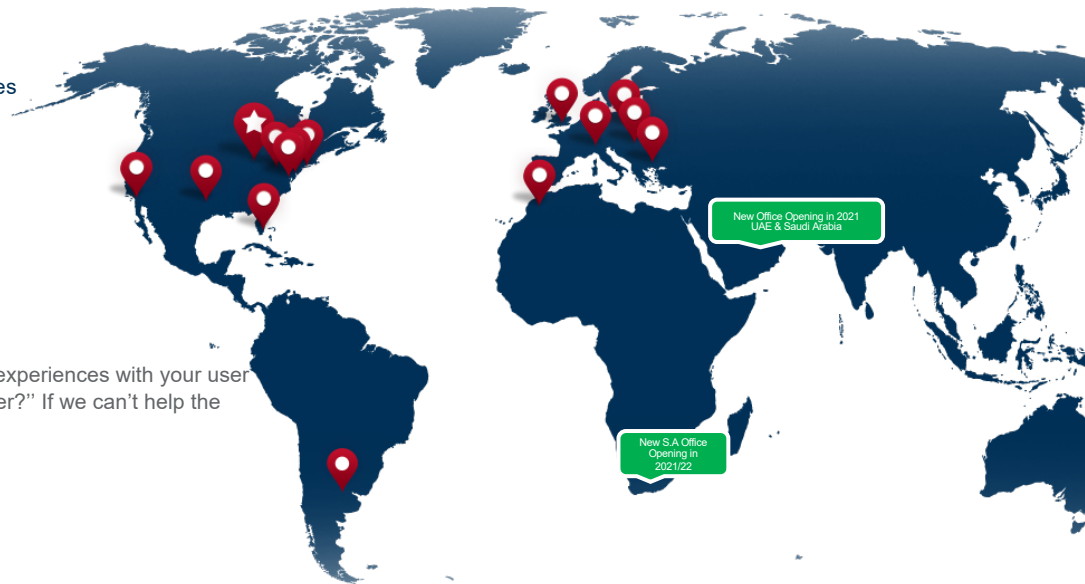 es
New Office Opening in 2021
UAE & Saudi Arabia
experiences with your user
er?'' If we can't help the
New S.A Office
Opening in
2021/22